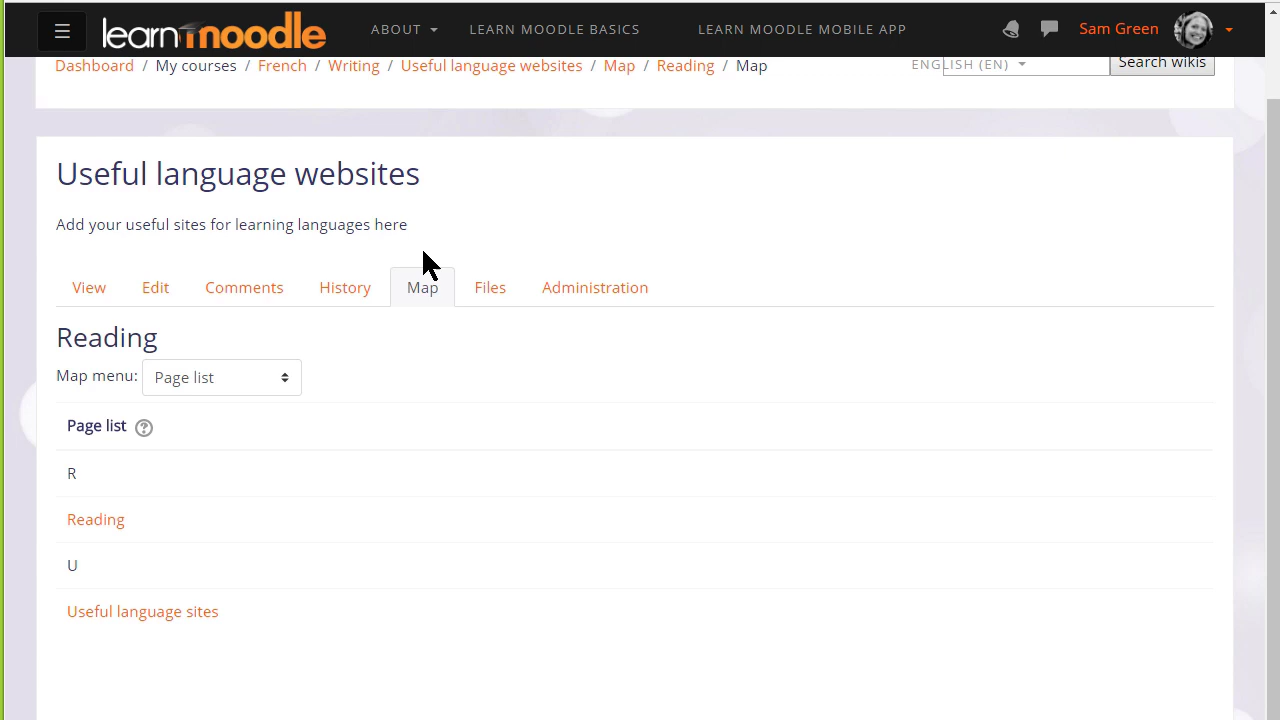 ☰ learn moodle ABOUT LEARN MOODLE BASICS LEARN MOODLE MOBILE APP Sam Green
Dashboard / My courses / French / Writing / Useful language websites / Map / Reading / Map ENGLISH (EN) Search wikis
Useful language websites
Add your useful sites for learning languages here
View Edit Comments History Map Files Administration
Reading
Map menu: Page list
Page list ?
R
Reading
U
Useful language sites